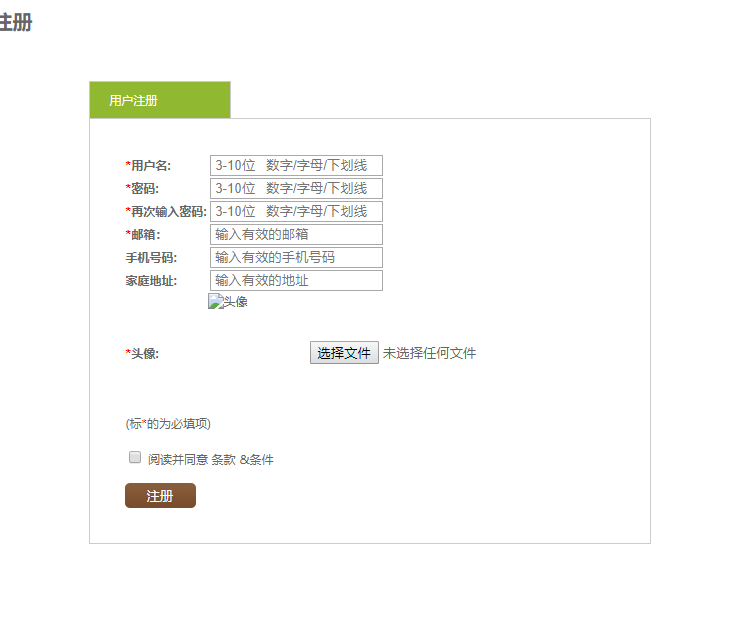 注册
用户注册
*用户名: 3-10位 数字/字母/下划线
*密码: 3-10位 数字/字母/下划线
*再次输入密码: 3-10位 数字/字母/下划线
*邮箱: 输入有效的邮箱
手机号码: 输入有效的手机号码
家庭地址: 输入有效的地址
头像
*头像: 选择文件 未选择任何文件
(标*的为必填项)
阅读并同意 条款 &条件
注册